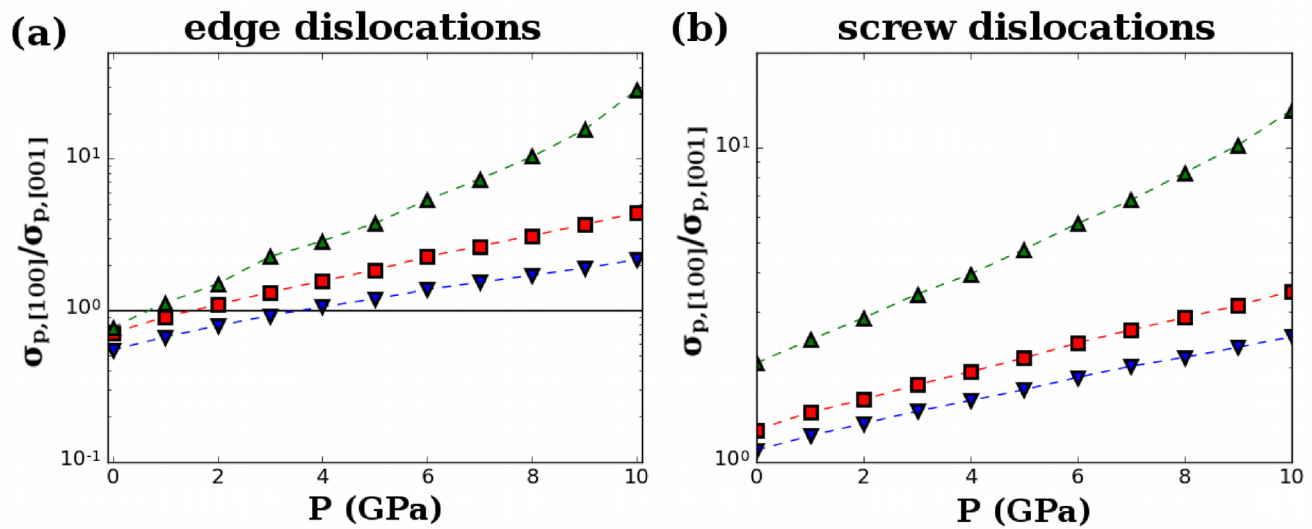 (a) edge dislocations
σp,[100]/σp,[001]
10¹
10⁰
10⁻¹
0 2 4 6 8 10
P (GPa)
(b) screw dislocations
σp,[100]/σp,[001]
10¹
10⁰
0 2 4 6 8 10
P (GPa)